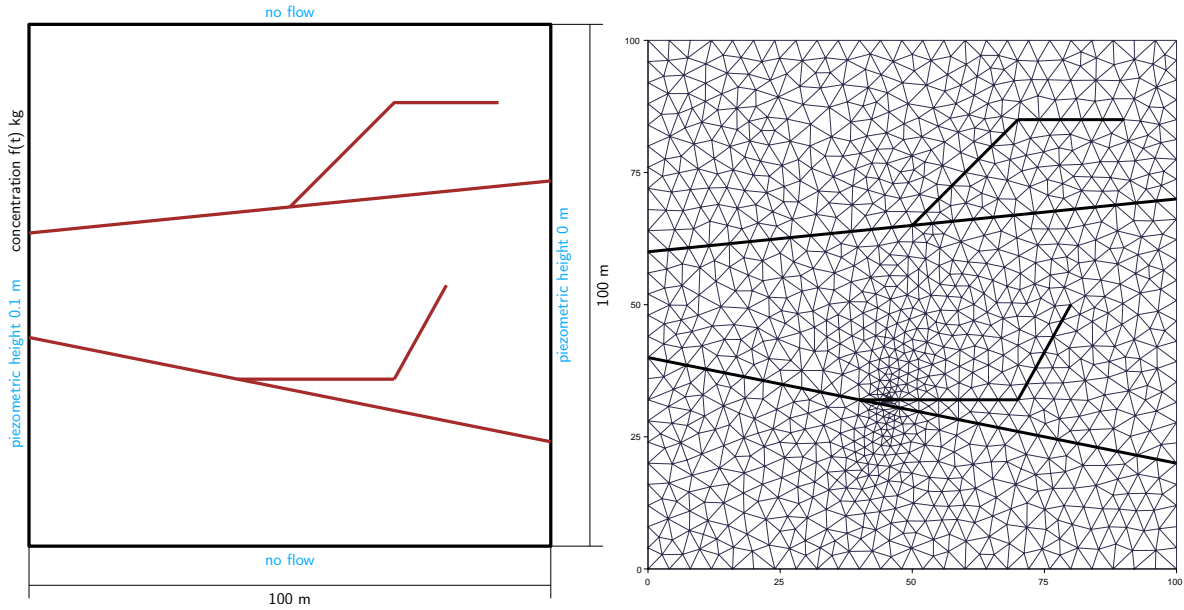 no flow
concentration f(t) kg
piezometric height 0.1 m
piezometric height 0 m
100 m
no flow
100 m
100
75
50
25
0
0
25
50
75
100